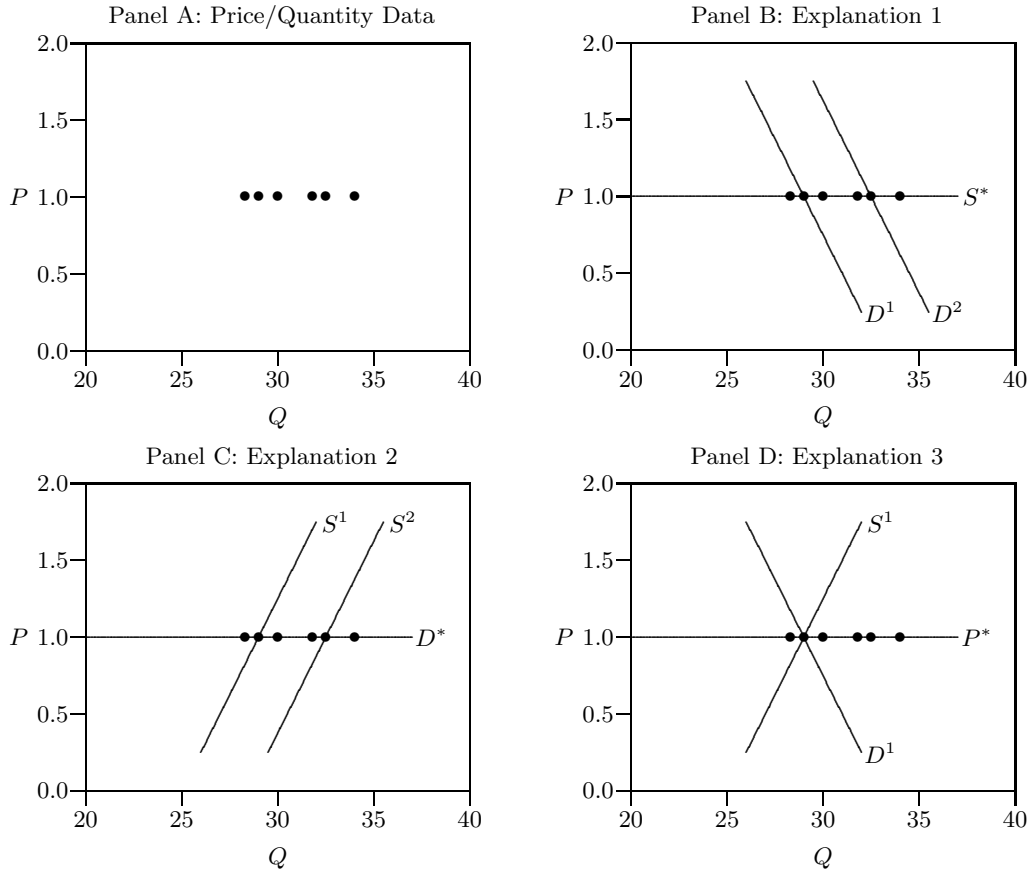 Panel A: Price/Quantity Data
2.0
1.5
P 1.0
0.5
0.0
20 25 30 35 40
Q
Panel B: Explanation 1
2.0
1.5
P 1.0 S*
0.5
D¹ D²
0.0
20 25 30 35 40
Q
Panel C: Explanation 2
2.0
S¹ S²
1.5
P 1.0 D*
0.5
0.0
20 25 30 35 40
Q
Panel D: Explanation 3
2.0
S¹
1.5
P 1.0 P*
0.5
D¹
0.0
20 25 30 35 40
Q